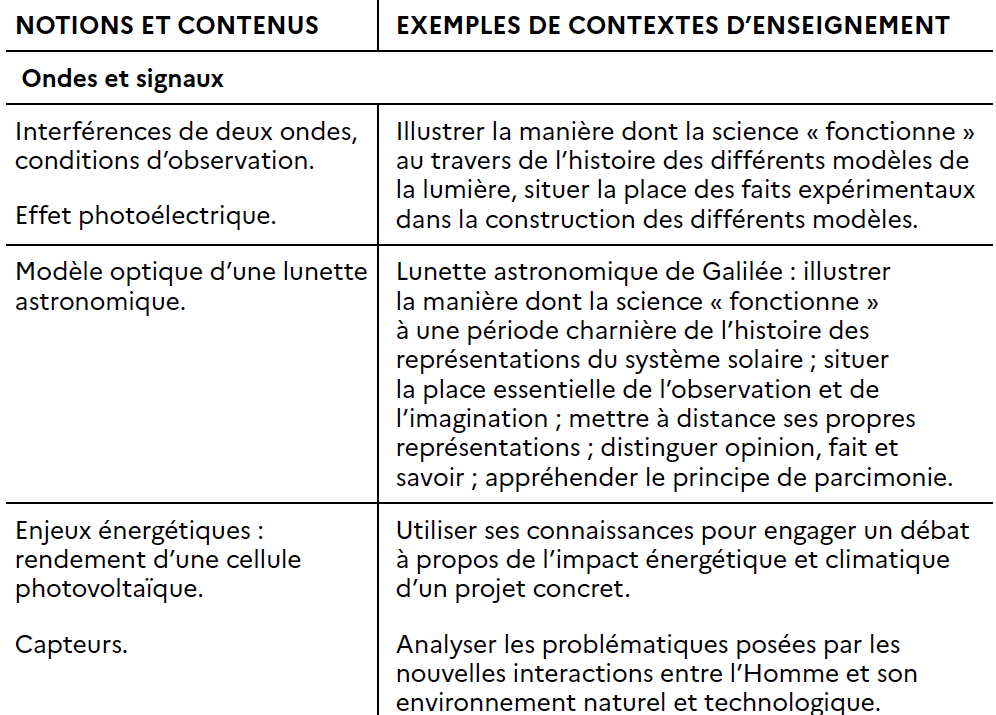 NOTIONS ET CONTENUS
EXEMPLES DE CONTEXTES D’ENSEIGNEMENT
Ondes et signaux
Interférences de deux ondes,
conditions d’observation.
Effet photoélectrique.
Illustrer la manière dont la science « fonctionne »
au travers de l’histoire des différents modèles de
la lumière, situer la place des faits expérimentaux
dans la construction des différents modèles.
Modèle optique d’une lunette
astronomique.
Lunette astronomique de Galilée : illustrer
la manière dont la science « fonctionne »
à une période charnière de l’histoire des
représentations du système solaire ; situer
la place essentielle de l’observation et de
l’imagination ; mettre à distance ses propres
représentations ; distinguer opinion, fait et
savoir ; appréhender le principe de parcimonie.
Enjeux énergétiques :
rendement d’une cellule
photovoltaïque.
Utiliser ses connaissances pour engager un débat
à propos de l’impact énergétique et climatique
d’un projet concret.
Capteurs.
Analyser les problématiques posées par les
nouvelles interactions entre l’Homme et son
environnement naturel et technologique.